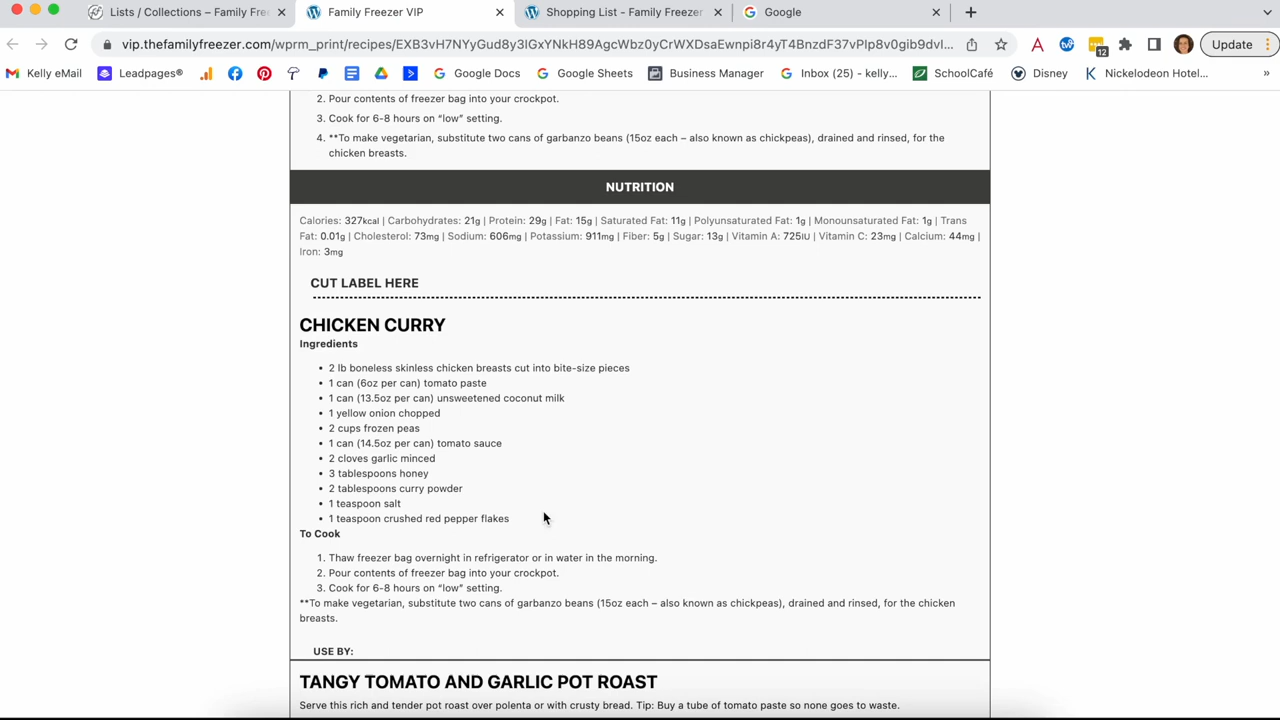 Lists / Collections – Family Fre
Family Freezer VIP
Shopping List - Family Freezer
Google
vip.thefamilyfreezer.com/wprm_print/recipes/EXB3vH7NYyGud8y3lGxYNkH89AgcWbz0yCrWXDsaEwnpi8r4yT4BnzdF37vPlp8v0gib9dvl...
12
Update
Kelly eMail
Leadpages®
Google Docs
Google Sheets
Business Manager
Inbox (25) - kelly,...
SchoolCafé
Disney
Nickelodeon Hotel...
»
2. Pour contents of freezer bag into your crockpot.
3. Cook for 6-8 hours on “low” setting.
4. **To make vegetarian, substitute two cans of garbanzo beans (15oz each – also known as chickpeas), drained and rinsed, for the
chicken breasts.
NUTRITION
Calories: 327kcal | Carbohydrates: 21g | Protein: 29g | Fat: 15g | Saturated Fat: 11g | Polyunsaturated Fat: 1g | Monounsaturated Fat: 1g | Trans
Fat: 0.01g | Cholesterol: 73mg | Sodium: 606mg | Potassium: 911mg | Fiber: 5g | Sugar: 13g | Vitamin A: 725IU | Vitamin C: 23mg | Calcium: 44mg |
Iron: 3mg
CUT LABEL HERE
CHICKEN CURRY
Ingredients
• 2 lb boneless skinless chicken breasts cut into bite-size pieces
• 1 can (6oz per can) tomato paste
• 1 can (13.5oz per can) unsweetened coconut milk
• 1 yellow onion chopped
• 2 cups frozen peas
• 1 can (14.5oz per can) tomato sauce
• 2 cloves garlic minced
• 3 tablespoons honey
• 2 tablespoons curry powder
• 1 teaspoon salt
• 1 teaspoon crushed red pepper flakes
To Cook
1. Thaw freezer bag overnight in refrigerator or in water in the morning.
2. Pour contents of freezer bag into your crockpot.
3. Cook for 6-8 hours on “low” setting.
**To make vegetarian, substitute two cans of garbanzo beans (15oz each – also known as chickpeas), drained and rinsed, for the chicken
breasts.
USE BY:
TANGY TOMATO AND GARLIC POT ROAST
Serve this rich and tender pot roast over polenta or with crusty bread. Tip: Buy a tube of tomato paste so none goes to waste.